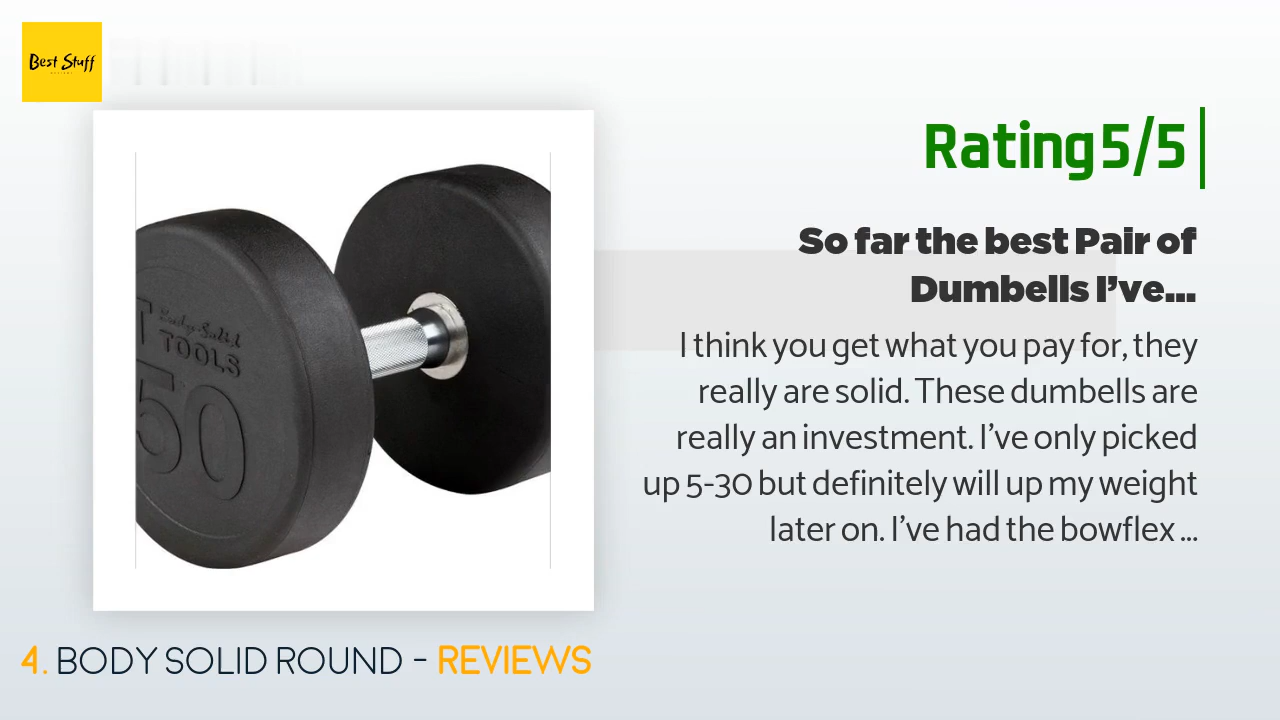 Best Stuff
Rating 5/5
So far the best Pair of
Dumbells I’ve...
I think you get what you pay for, they
really are solid. These dumbells are
really an investment. I’ve only picked
up 5-30 but definitely will up my weight
later on. I’ve had the bowflex ...
Body-Solid
TOOLS
50
4. BODY SOLID ROUND - REVIEWS